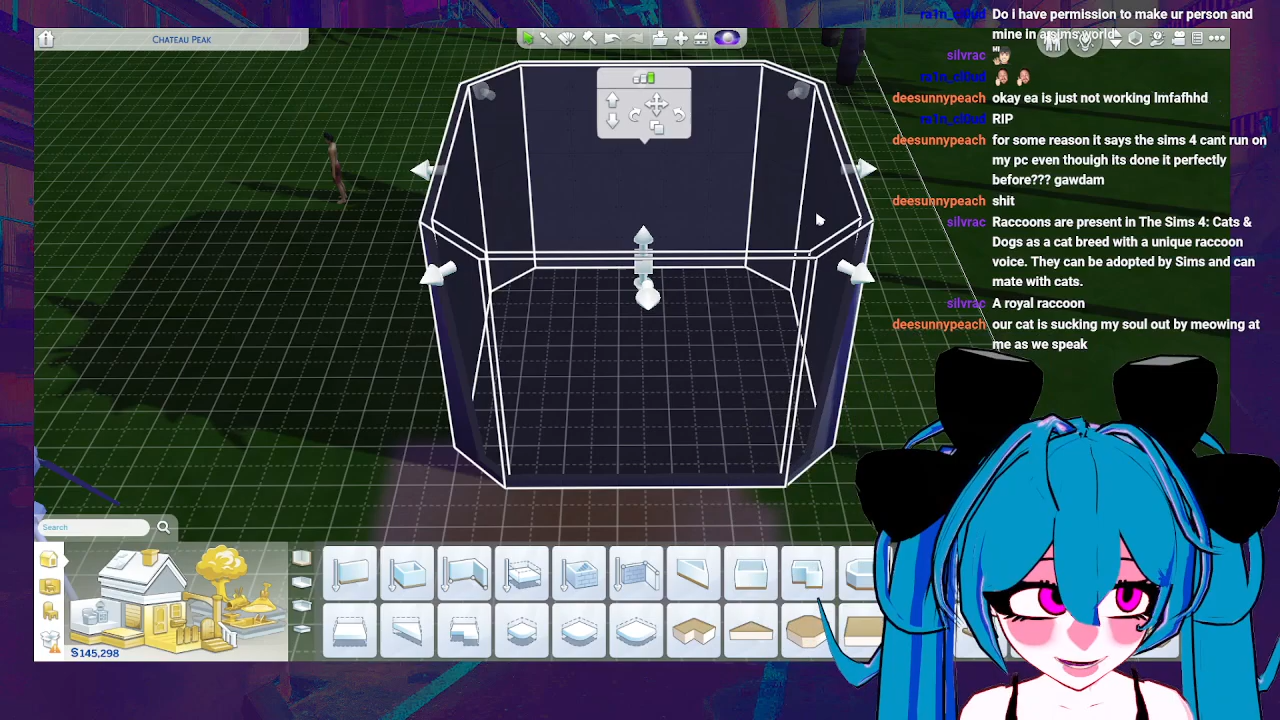 CHATEAU PEAK
ra1n_cl0ud Do i have permission to make ur person and
mine in a sims world
silvrac
ra1n_cl0ud
deesunnypeach okay ea is just not working lmfafhhd
ra1n_cl0ud RIP
deesunnypeach for some reason it says the sims 4 cant run on
my pc even thouigh its done it perfectly
before??? gawdam
deesunnypeach shit
silvrac Raccoons are present in The Sims 4: Cats &
Dogs as a cat breed with a unique raccoon
voice. They can be adopted by Sims and can
mate with cats.
silvrac A royal raccoon
deesunnypeach our cat is sucking my soul out by meowing at
me as we speak
Search
§145,298